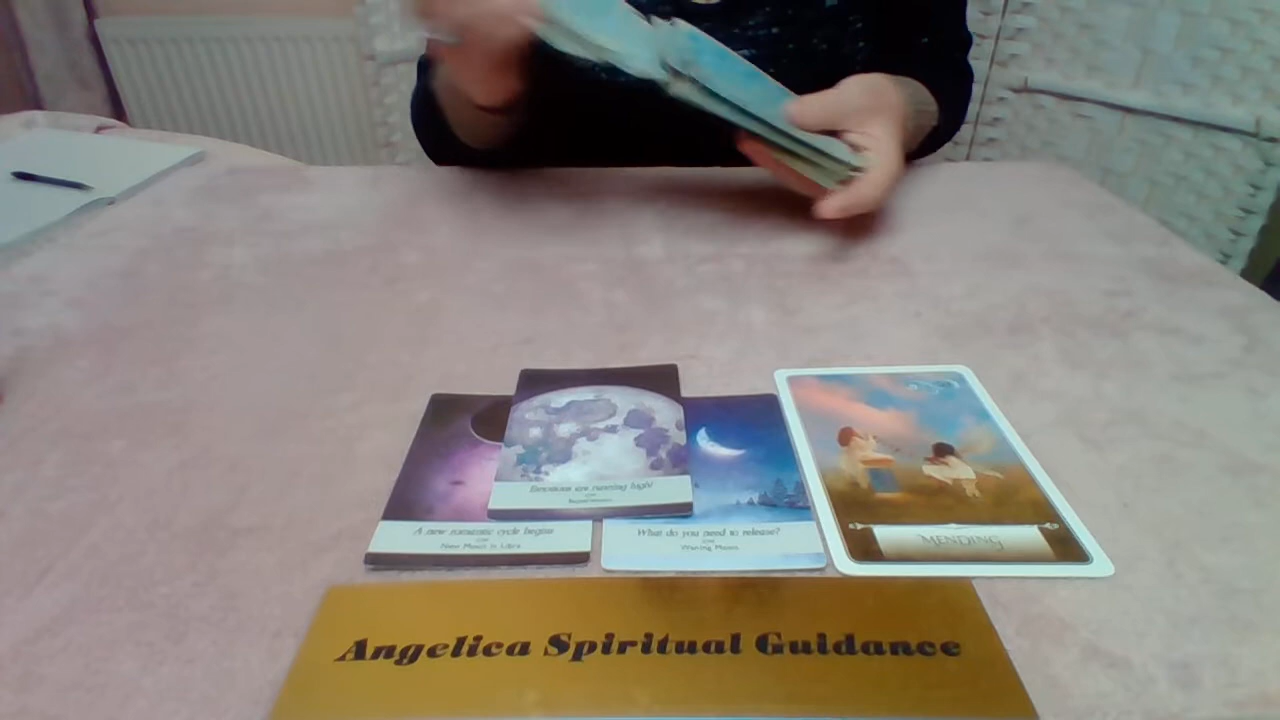 Emotions are running high!
Supermoon
A new romantic cycle begins
New Moon in Libra
What do you need to release?
Waning Moon
MENDING
Angelica Spiritual Guidance